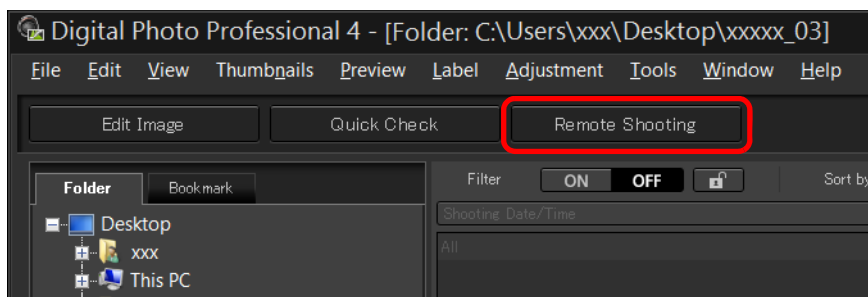 Digital Photo Professional 4 - [Folder: C:\Users\xxx\Desktop\xxxxx_03]
File Edit View Thumbnails Preview Label Adjustment Tools Window Help
Edit Image Quick Check Remote Shooting
Folder Bookmark Filter ON OFF Sort by
Shooting Date/Time
Desktop
All
xxx
This PC